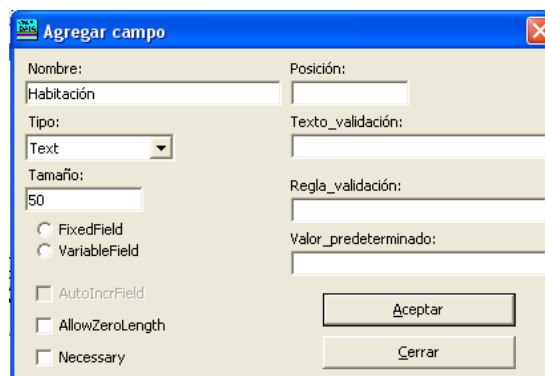 Agregar campo
Nombre:
Habitación
Posición:
Tipo:
Text
Texto_validación:
Tamaño:
50
Regla_validación:
FixedField
VariableField
Valor_predeterminado:
AutoIncrField
AllowZeroLength
Necessary
Aceptar
Cerrar